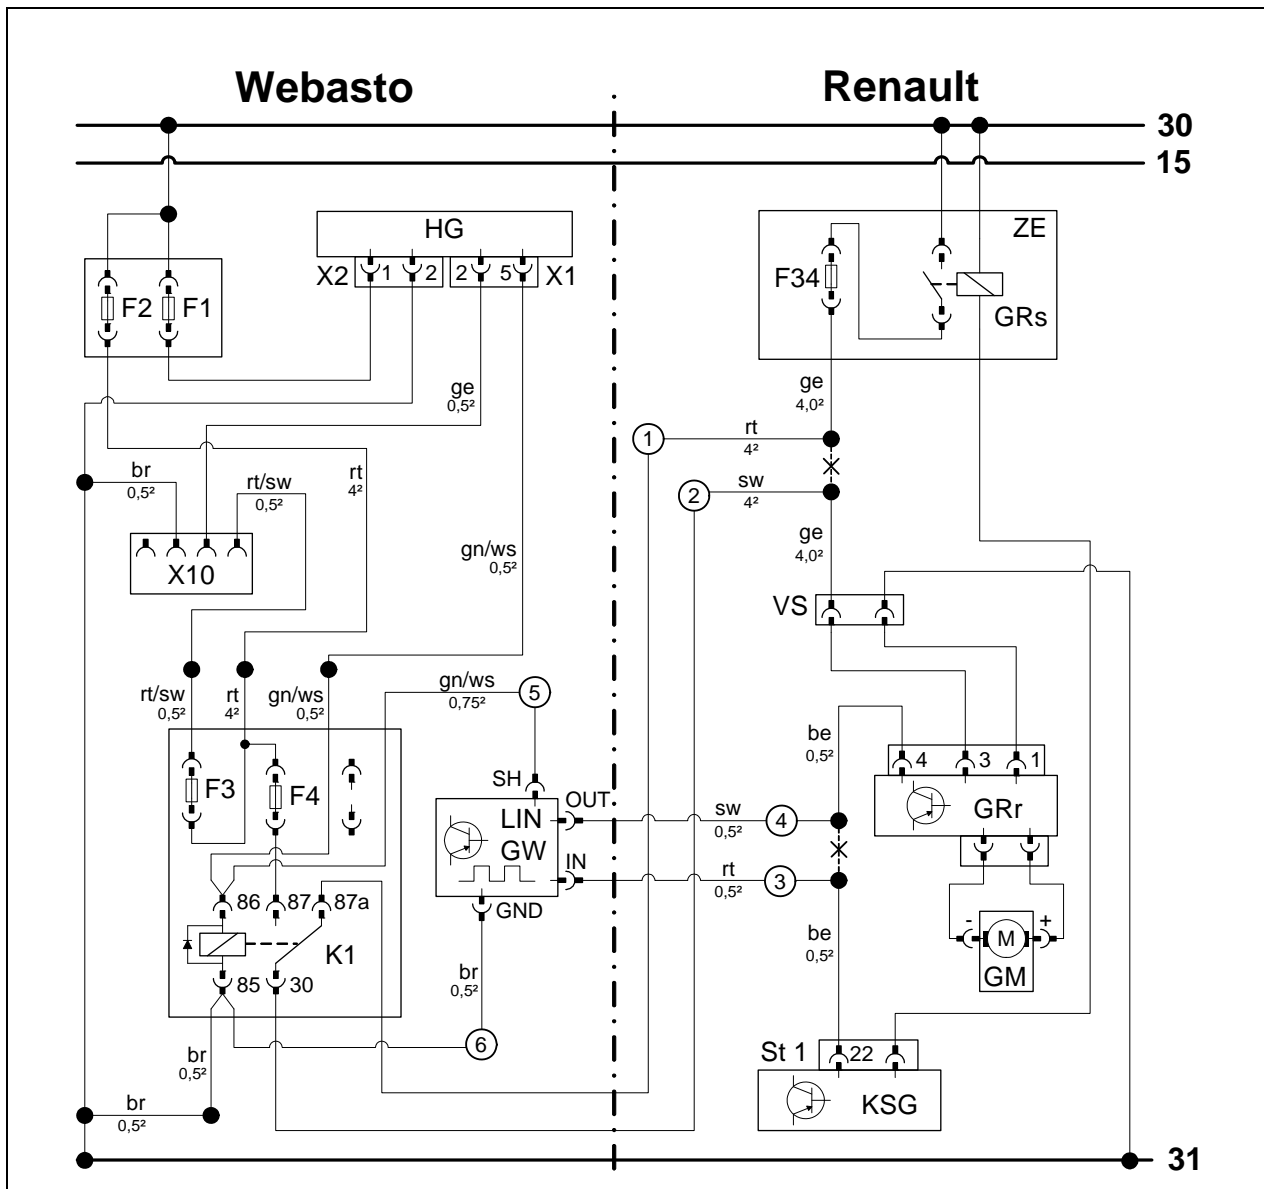 Webasto
Renault
30
15
HG
ZE
X2 1 2 2 5 X1
F2 F1
F34
GRs
ge
0,5²
ge
4,0²
1
rt
4²
br
0,5²
rt/sw
0,5²
rt
4²
2
sw
4²
gn/ws
0,5²
ge
4,0²
X10
VS
rt/sw
0,5²
rt
4²
gn/ws
0,5²
gn/ws
0,75²
5
be
0,5²
4 3 1
F3 F4
SH
OUT
LIN
GW
IN
GND
sw
0,5²
4
GRr
rt
0,5²
3
86 87 87a
K1
85 30
be
0,5²
- M +
GM
br
0,5²
6
br
0,5²
St 1 22
KSG
br
0,5²
31